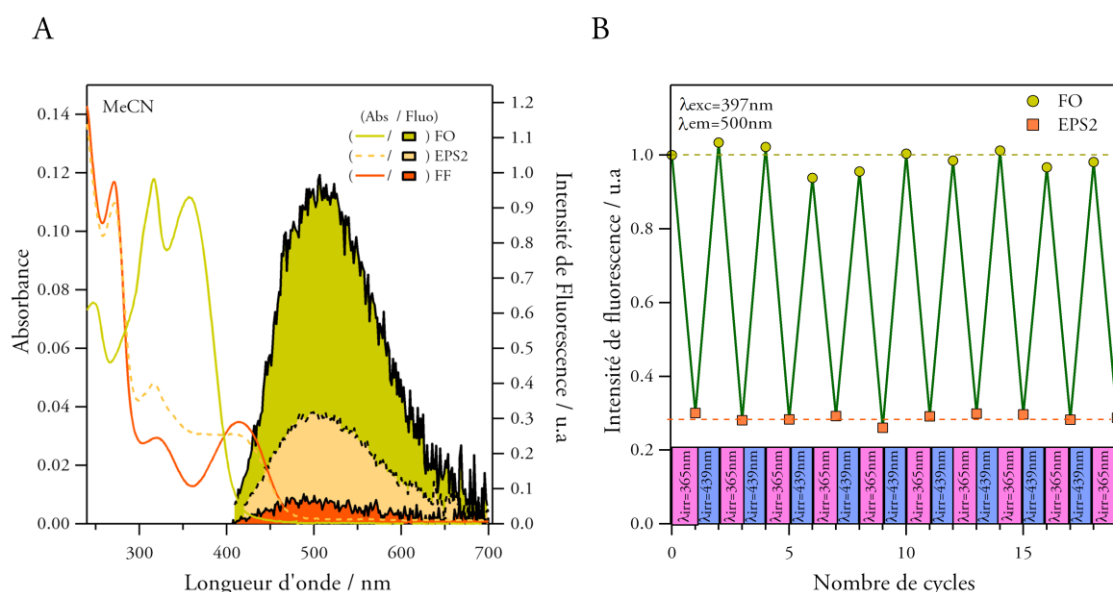 A
MeCN
(Abs / Fluo)
( / ) FO
( / ) EPS2
( / ) FF
Absorbance
0.14
0.12
0.10
0.08
0.06
0.04
0.02
0.00
1.2
1.1
1.0
0.9
0.8
0.7
0.6
0.5
0.4
0.3
0.2
0.1
0.0
Intensité de Fluorescence / u.a
300
400
500
600
700
Longueur d'onde / nm
B
λexc=397nm
λem=500nm
FO
EPS2
Intensité de fluorescence / u.a
1.0
0.8
0.6
0.4
0.2
0.0
λirr=365nm
λirr=439nm
λirr=365nm
λirr=439nm
λirr=365nm
λirr=439nm
λirr=365nm
λirr=439nm
λirr=365nm
λirr=439nm
λirr=365nm
λirr=439nm
λirr=365nm
λirr=439nm
λirr=365nm
λirr=439nm
λirr=365nm
λirr=439nm
λirr=365nm
0
5
10
15
Nombre de cycles